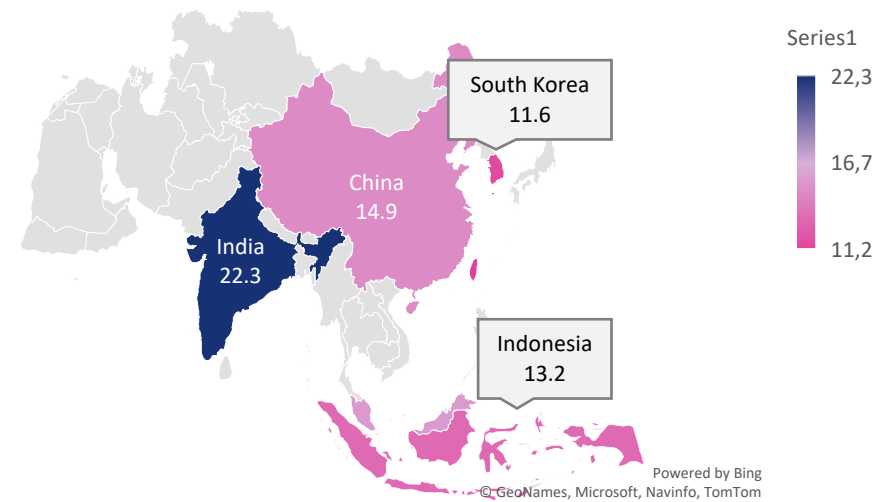 Series1
22,3
16,7
11,2
South Korea
11.6
China
14.9
India
22.3
Indonesia
13.2
Powered by Bing
© GeoNames, Microsoft, Navinfo, TomTom